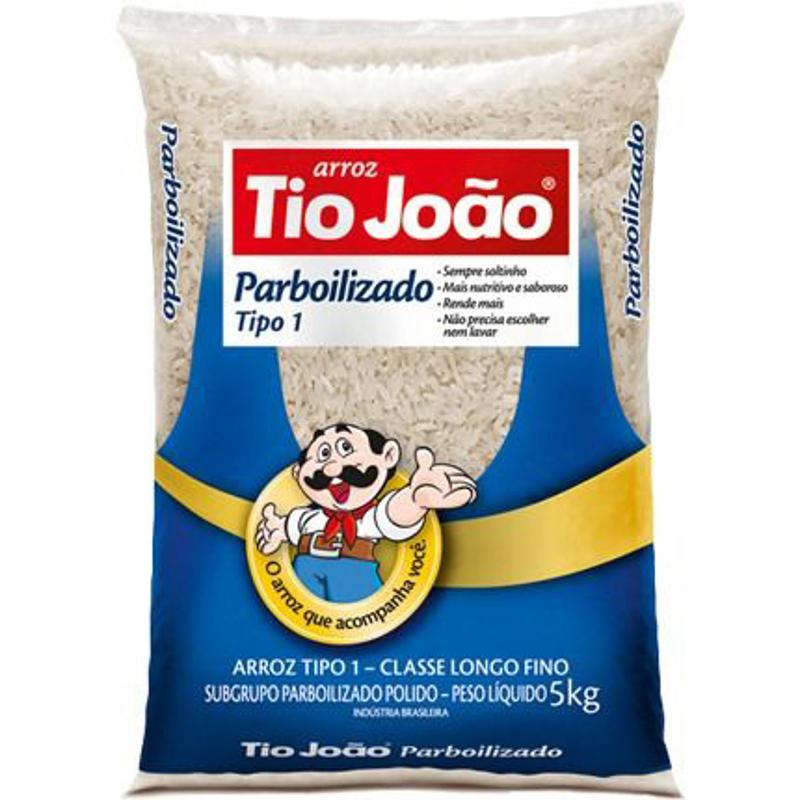 Parboilizado
Parboilizado
arroz
Tio João®
Parboilizado
Tipo 1
• Sempre soltinho
• Mais nutritivo e saboroso
• Rende mais
• Não precisa escolher
nem lavar
O arroz que acompanha você.
ARROZ TIPO 1 – CLASSE LONGO FINO
SUBGRUPO PARBOILIZADO POLIDO – PESO LÍQUIDO 5kg
INDÚSTRIA BRASILEIRA
Tio João® Parboilizado